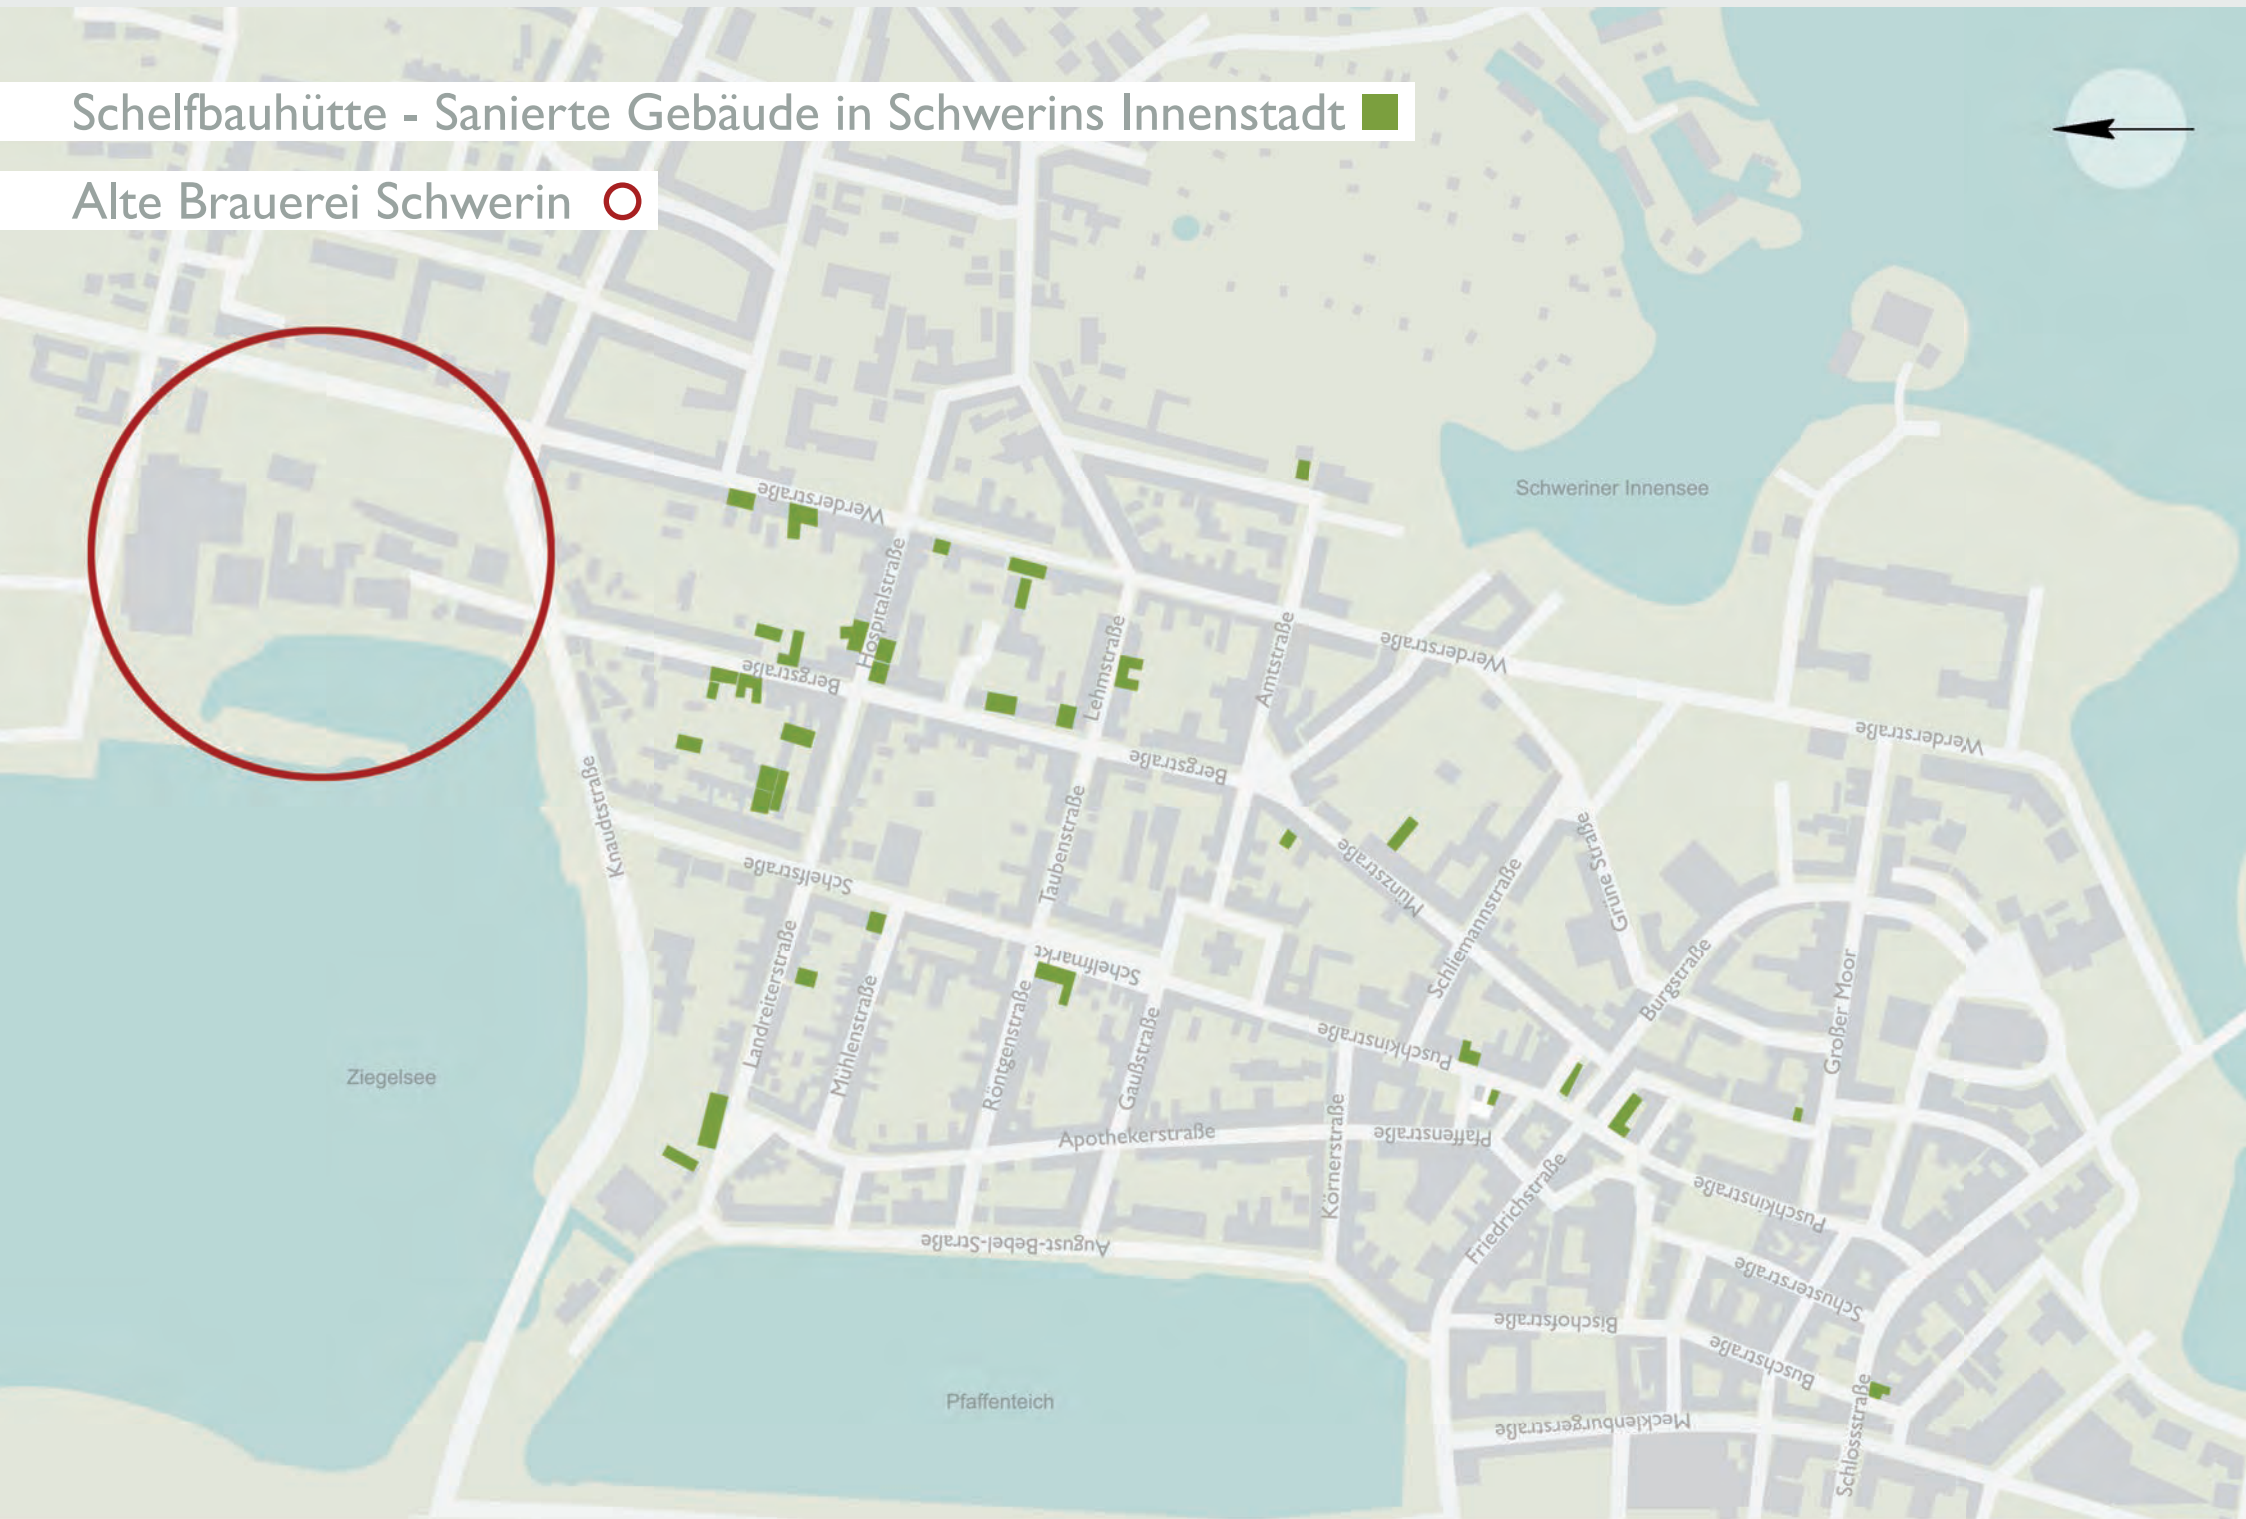 Schelfbauhütte - Sanierte Gebäude in Schwerins Innenstadt
Alte Brauerei Schwerin
Schweriner Innensee
Werderstraße
Hospitalstraße
Lehmstraße
Amtstraße
Werderstraße
Bergstraße
Werderstraße
Bergstraße
Knaudtstraße
Taubenstraße
Münzstraße
Grüne Straße
Schelfstraße
Schliemannstraße
Landreiterstraße
Schelfmarkt
Burgstraße
Mühlenstraße
Röntgenstraße
Gaußstraße
Puschkinstraße
Großer Moor
Ziegelsee
Apothekerstraße
Pfaffenstraße
Körnerstraße
Friedrichstraße
Puschkinstraße
August-Bebel-Straße
Schusterstraße
Bischofstraße
Buschstraße
Pfaffenteich
Mecklenburgerstraße
Schlossstraße